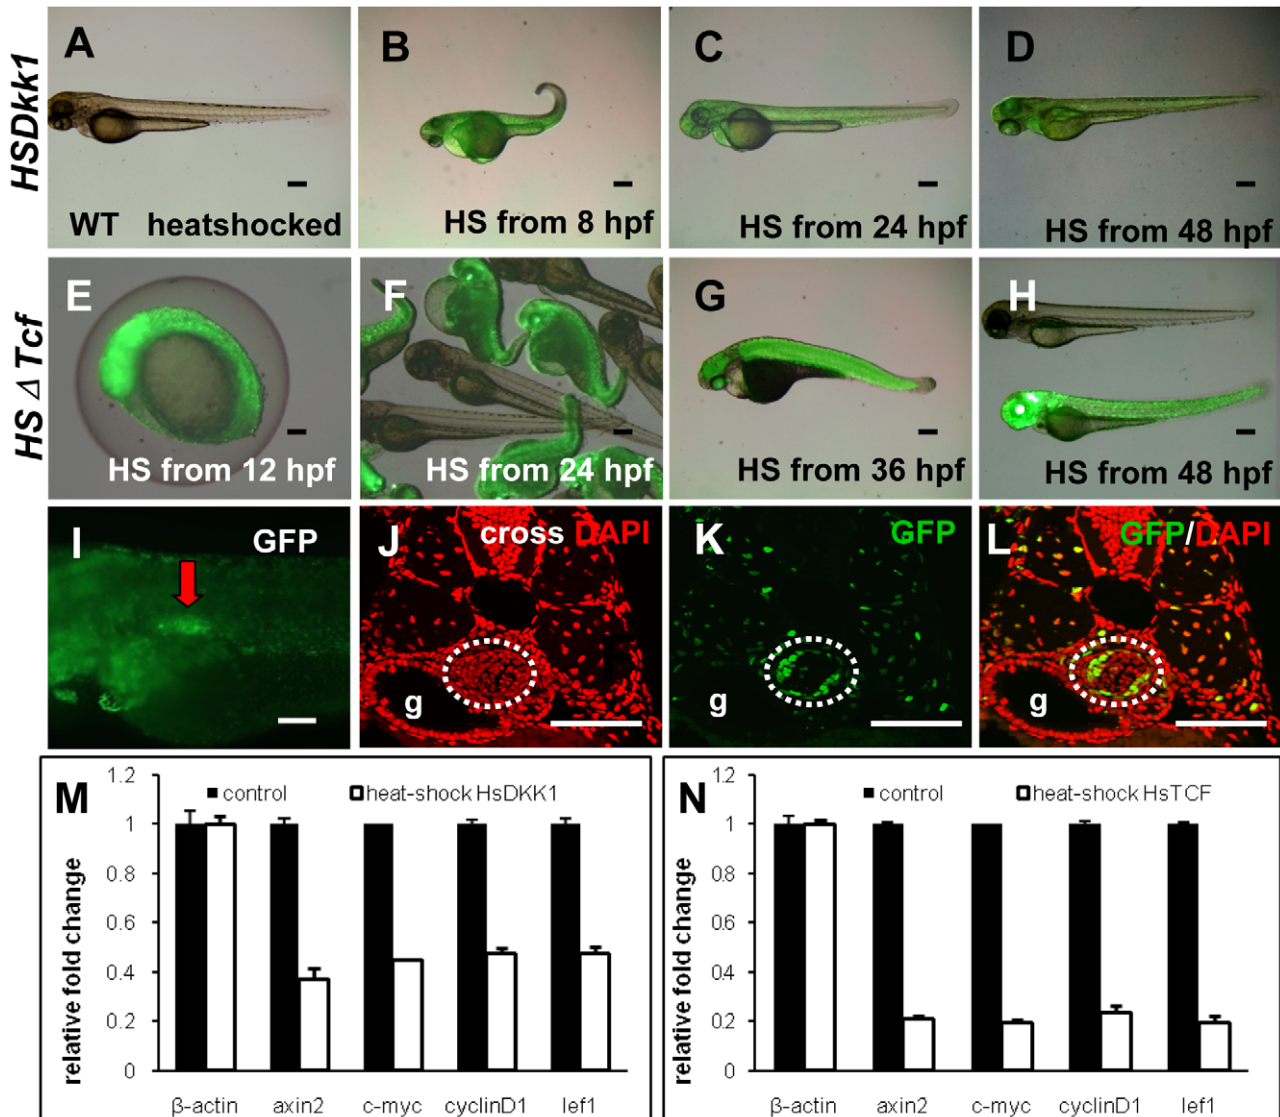 HSDkk1
A
B
C
D
WT heatshocked
HS from 8 hpf
HS from 24 hpf
HS from 48 hpf
HS Δ Tcf
E
F
G
H
HS from 12 hpf
HS from 24 hpf
HS from 36 hpf
HS from 48 hpf
I
GFP
J
cross DAPI
K
GFP
L
GFP/DAPI
g
g
g
M
control
heat-shock HsDKK1
relative fold change
1.2
1
0.8
0.6
0.4
0.2
0
β-actin axin2 c-myc cyclinD1 lef1
N
control
heat-shock HsTCF
relative fold change
1.2
1
0.8
0.6
0.4
0.2
0
β-actin axin2 c-myc cyclinD1 lef1